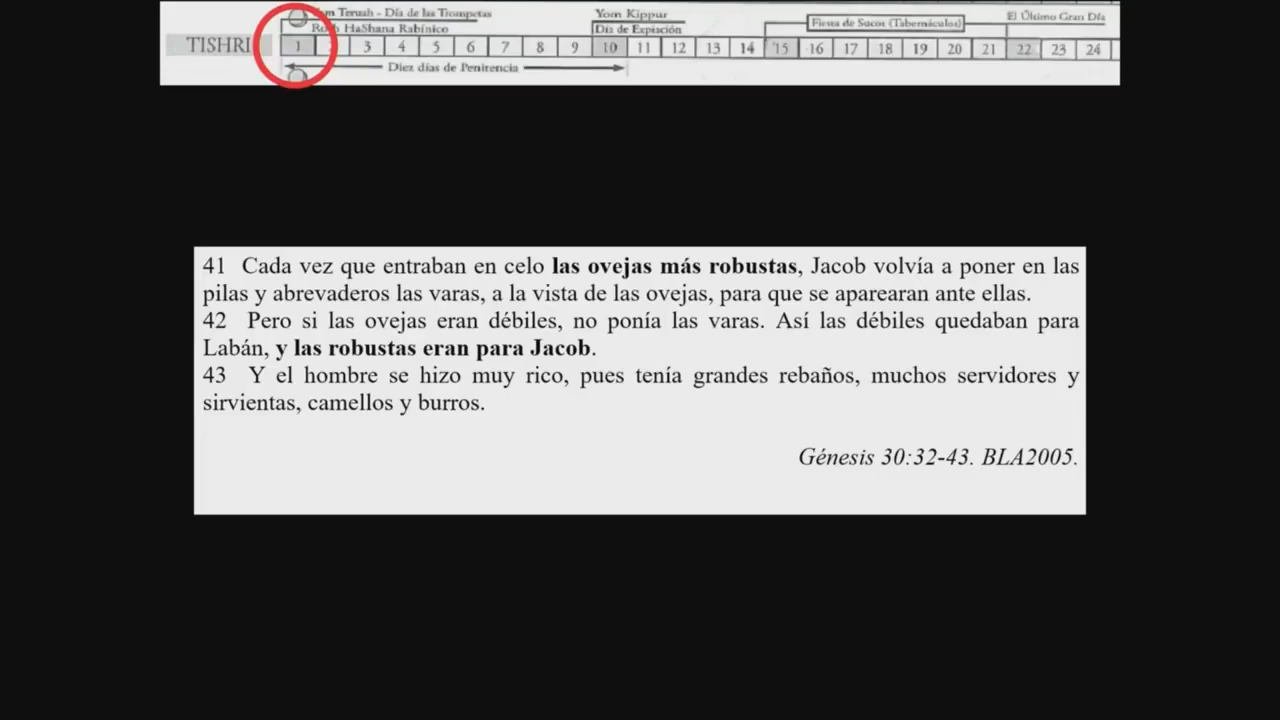 Yom Teruah - Día de las Trompetas
Yom Kippur
El Último Gran Día
Rosh HaShana Rabínico
Día de Expiación
Fiesta de Sucot (Tabernáculos)
TISHRI 1 2 3 4 5 6 7 8 9 10 11 12 13 14 15 16 17 18 19 20 21 22 23 24
Diez días de Penitencia
41 Cada vez que entraban en celo las ovejas más robustas, Jacob volvía a poner en las
pilas y abrevaderos las varas, a la vista de las ovejas, para que se aparearan ante ellas.
42 Pero si las ovejas eran débiles, no ponía las varas. Así las débiles quedaban para
Labán, y las robustas eran para Jacob.
43 Y el hombre se hizo muy rico, pues tenía grandes rebaños, muchos servidores y
sirvientas, camellos y burros.
Génesis 30:32-43. BLA2005.